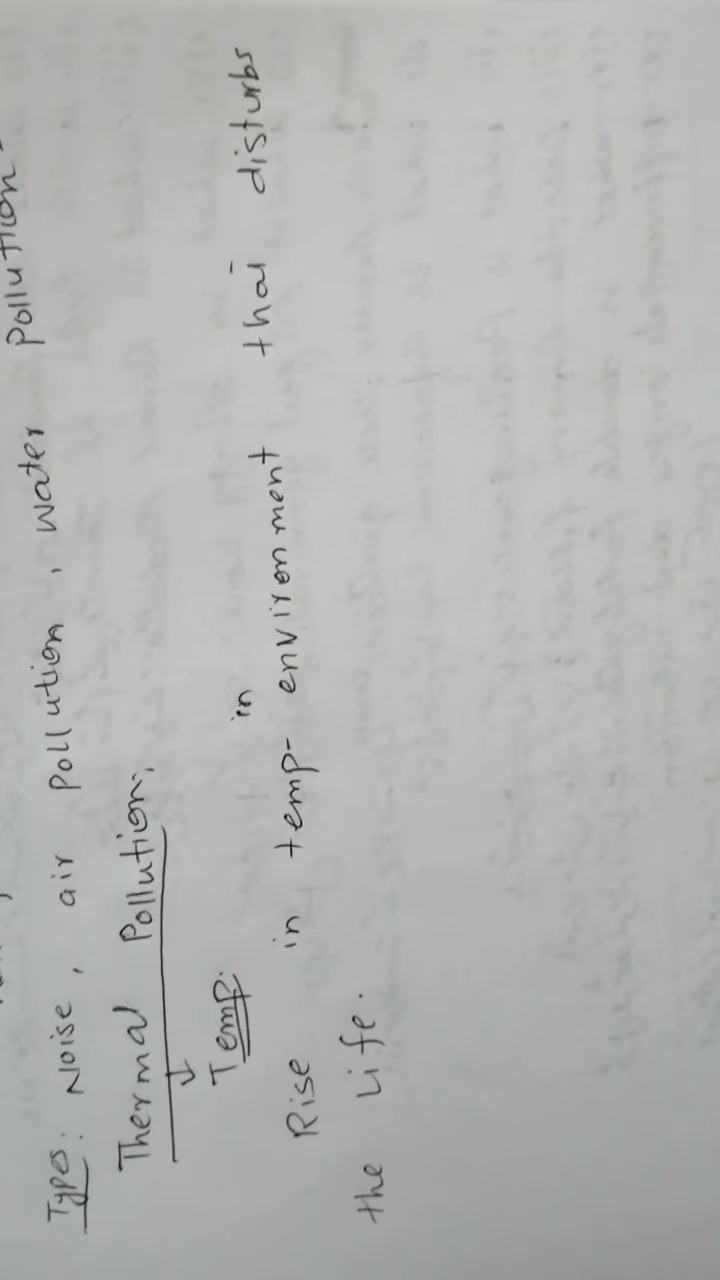 Types: Noise, air Pollution, water Pollution-
Thermal Pollution.
Temp.
in
Rise in temp- environment that disturbs
the Life.